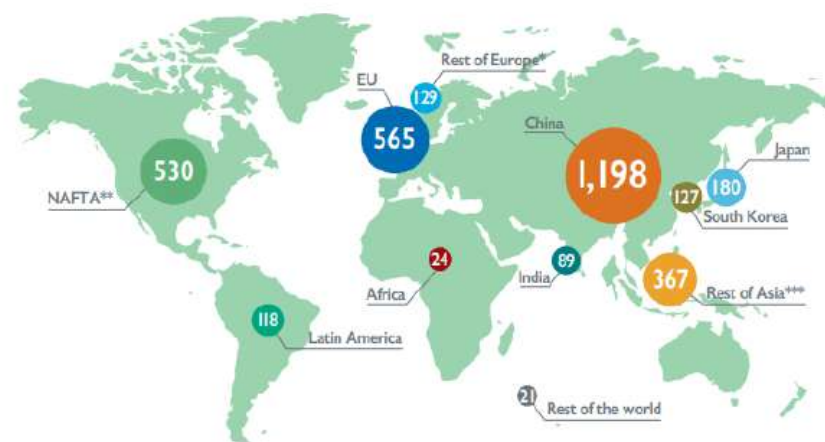 Rest of Europe*
129
EU
565
China
1,198
530
NAFTA**
Japan
180
127
South Korea
24
Africa
89
India
367
Rest of Asia***
118
Latin America
21
Rest of the world